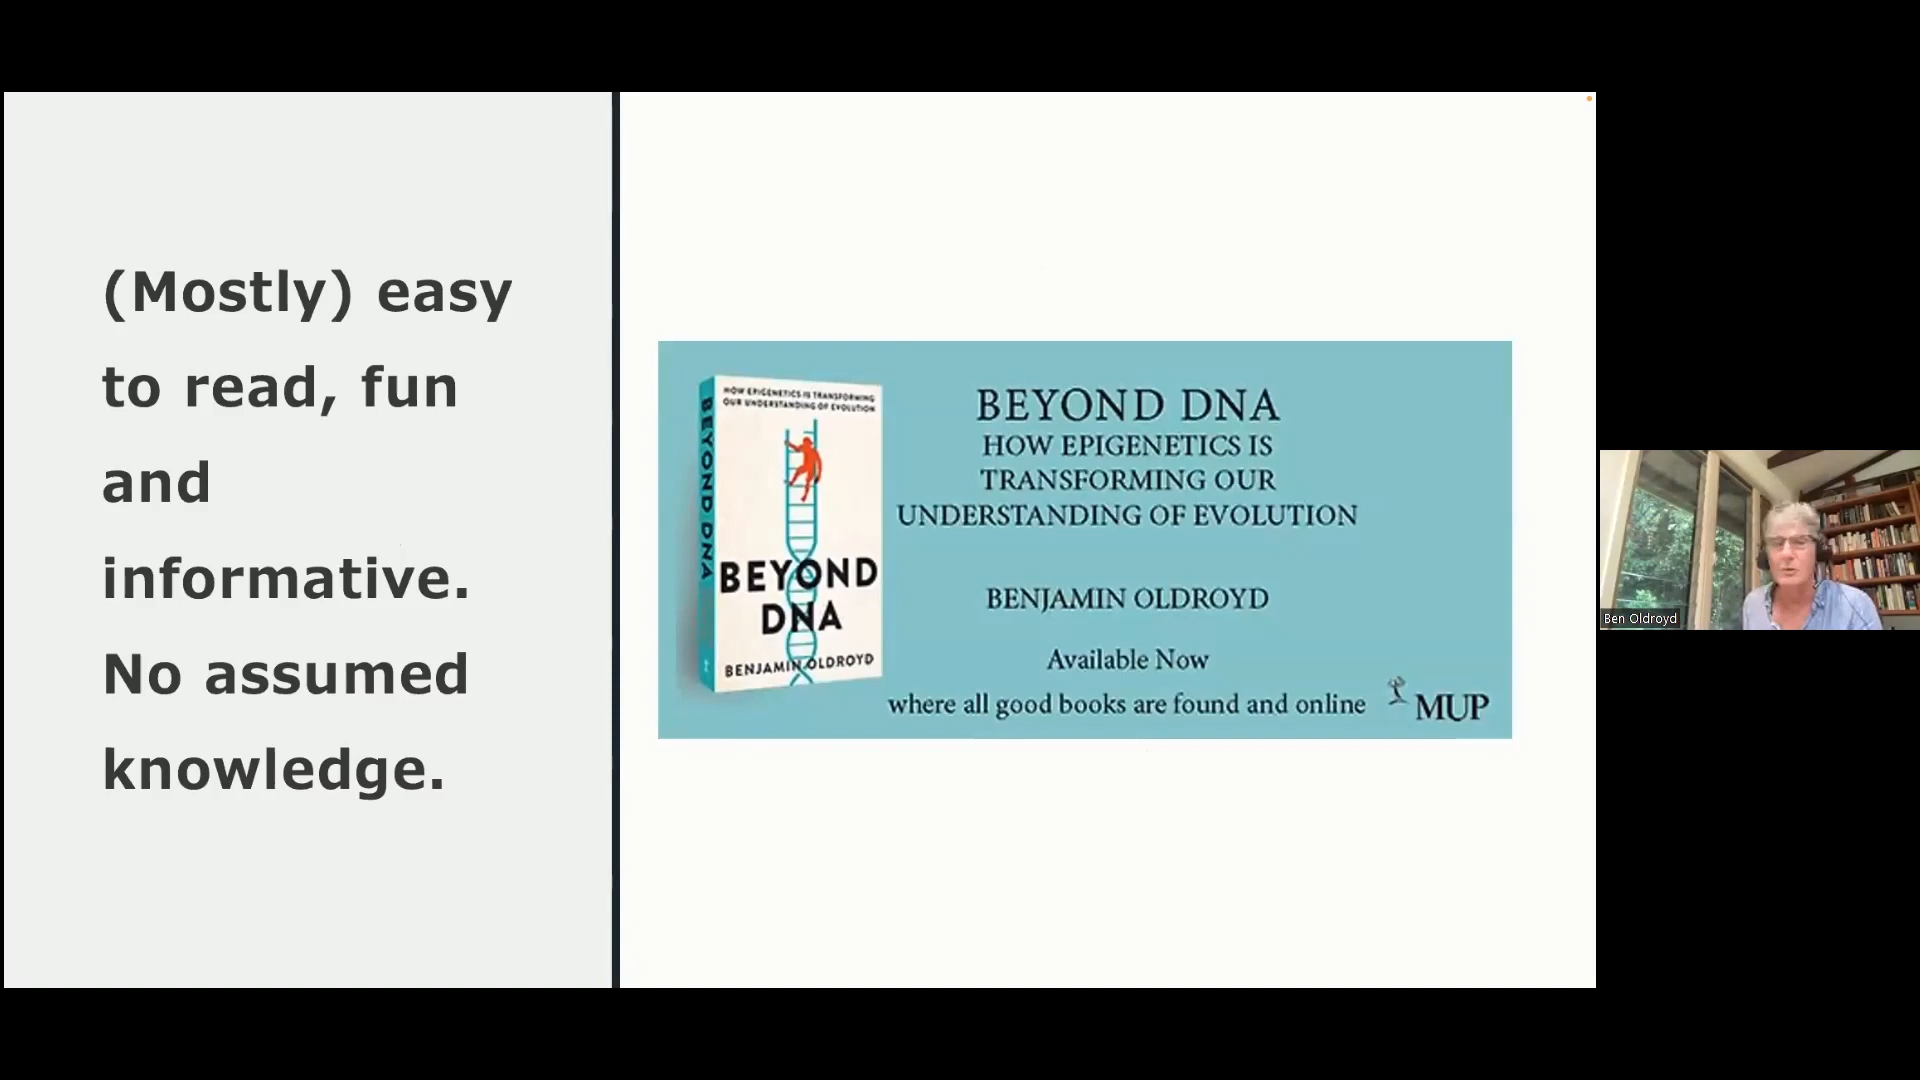 (Mostly) easy
to read, fun
and
informative.
No assumed
knowledge.
HOW EPIGENETICS IS TRANSFORMING
OUR UNDERSTANDING OF EVOLUTION
BEYOND DNA
BEYOND
DNA
BENJAMIN OLDROYD
BEYOND DNA
HOW EPIGENETICS IS
TRANSFORMING OUR
UNDERSTANDING OF EVOLUTION
BENJAMIN OLDROYD
Available Now
where all good books are found and online
MUP
Ben Oldroyd